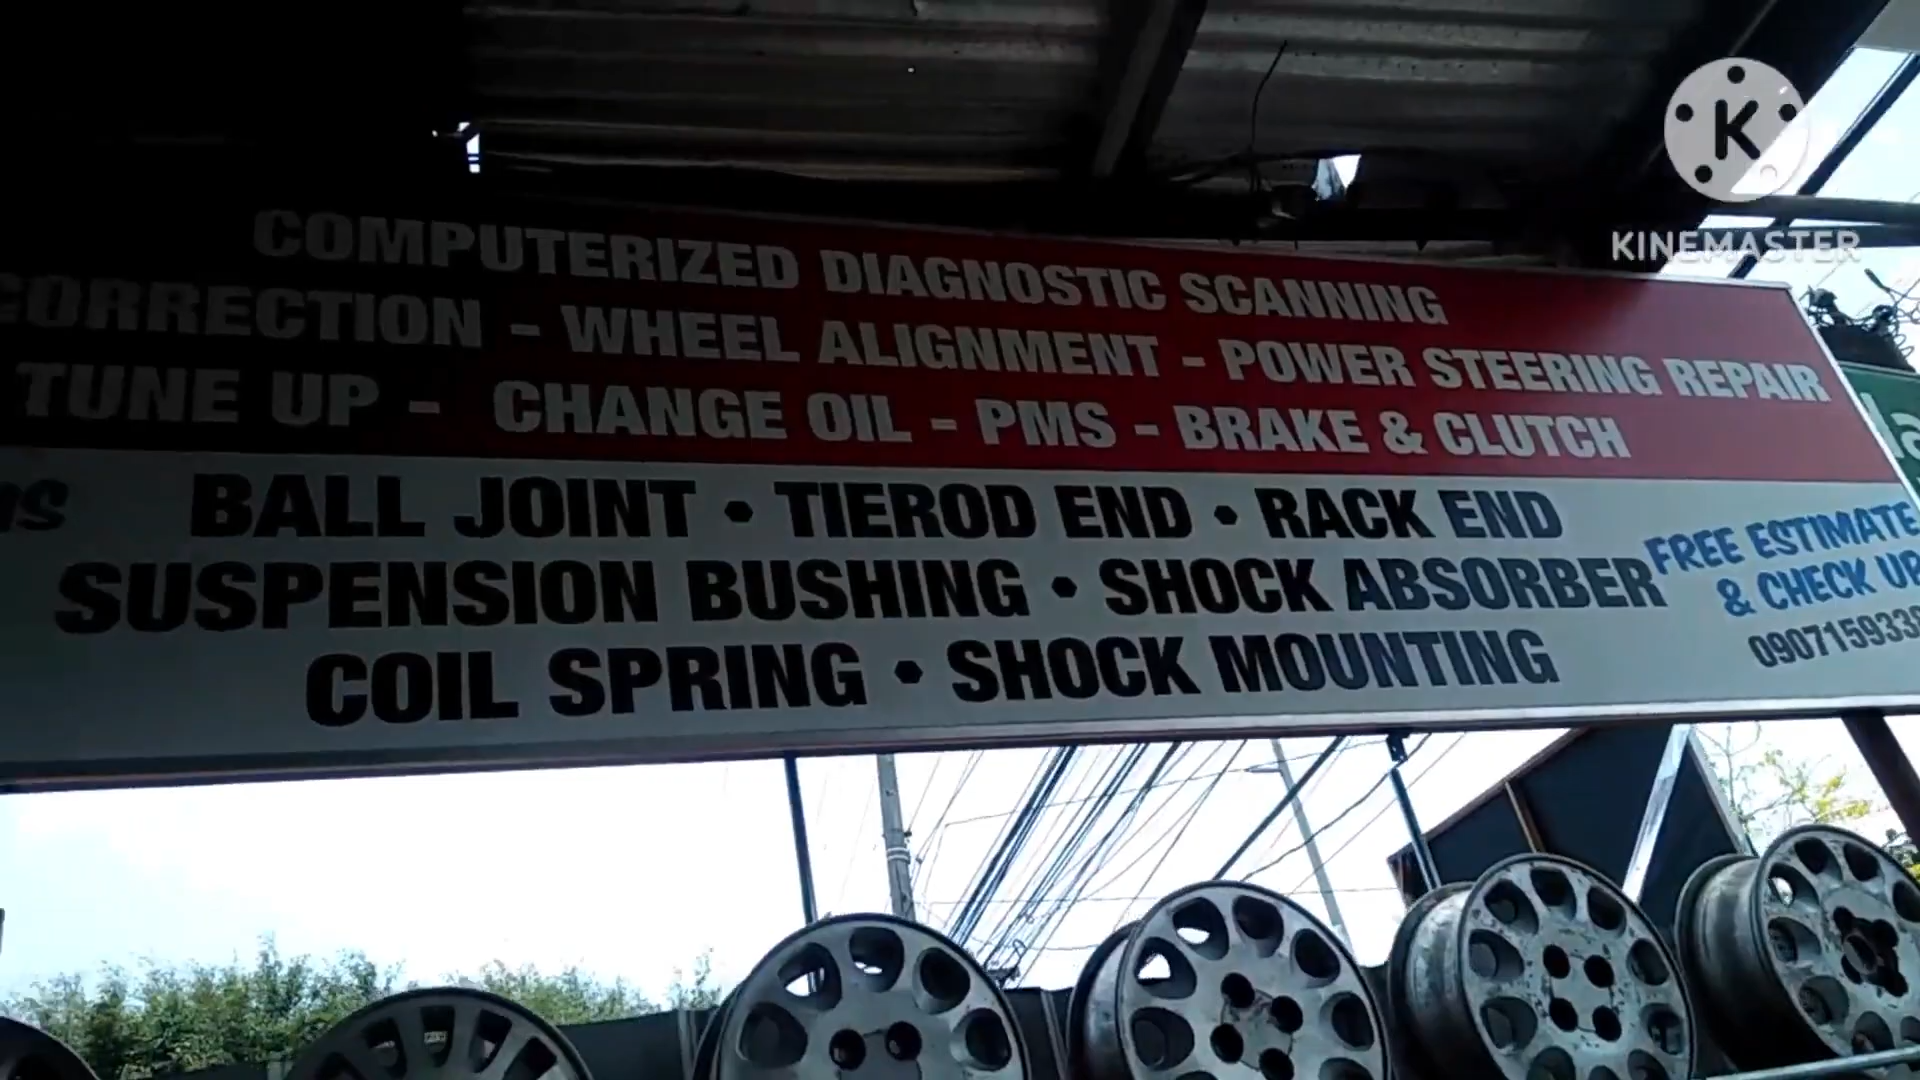 K
KINEMASTER
COMPUTERIZED DIAGNOSTIC SCANNING
CORRECTION - WHEEL ALIGNMENT - POWER STEERING REPAIR
TUNE UP - CHANGE OIL - PMS - BRAKE & CLUTCH
BALL JOINT • TIEROD END • RACK END
SUSPENSION BUSHING • SHOCK ABSORBER
COIL SPRING • SHOCK MOUNTING
FREE ESTIMATE
& CHECK UP